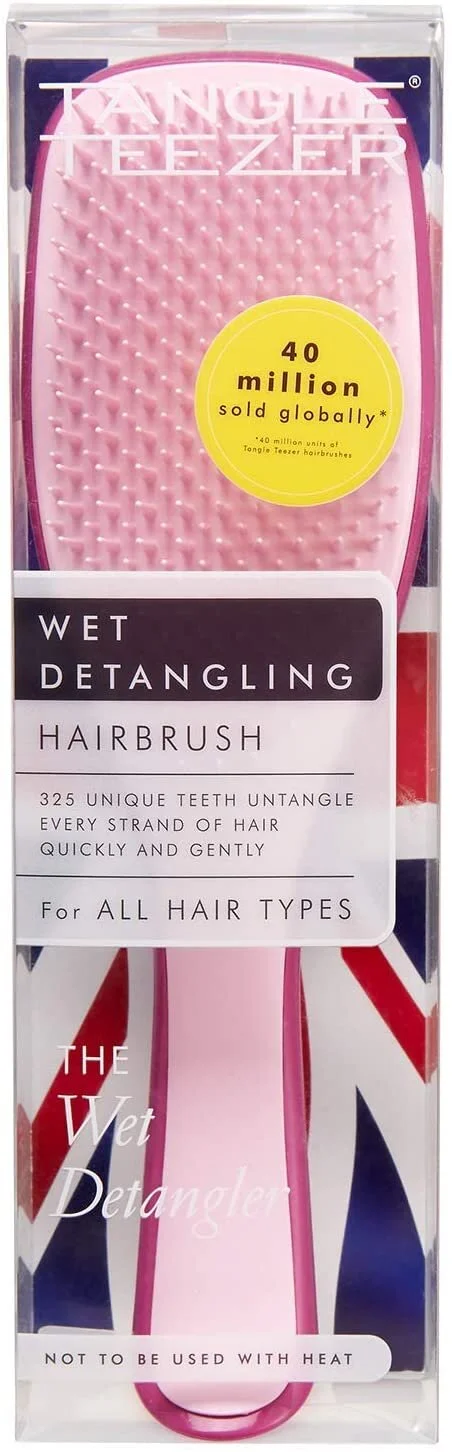 TANGLE®
TEEZER
40
million
sold globally*
*40 million units of
Tangle Teezer hairbrushes
WET
DETANGLING
HAIRBRUSH
325 UNIQUE TEETH UNTANGLE
EVERY STRAND OF HAIR
QUICKLY AND GENTLY
For ALL HAIR TYPES
THE
Wet
Detangler
NOT TO BE USED WITH HEAT